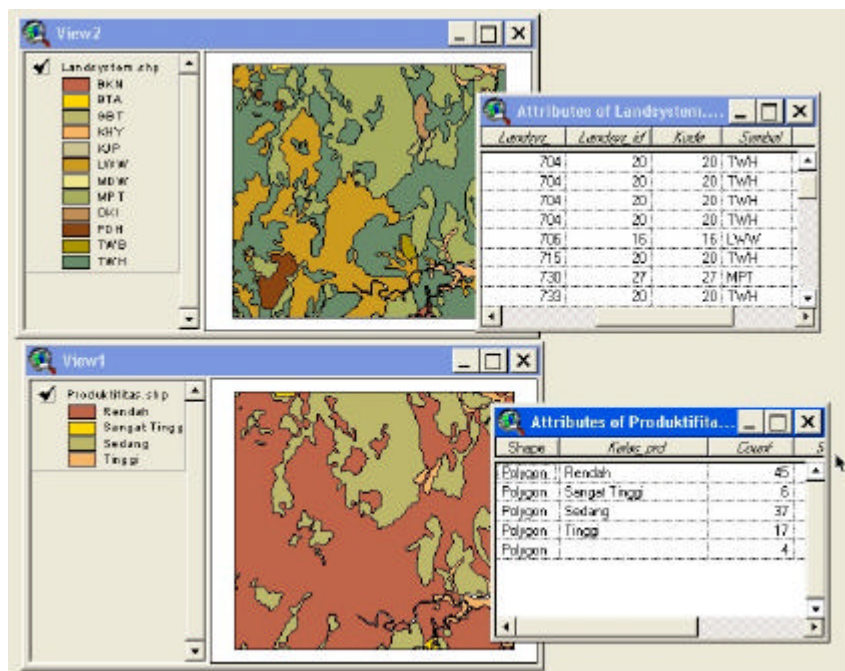 View2
Landsystem.shp
BKN
BTA
GBT
KHY
KJP
LWW
MDW
MPT
OKI
PDH
TWB
TWH
Attributes of Landsystem....
Landsys_ Landsys_id Kode Simbol
704 20 20 TWH
704 20 20 TWH
704 20 20 TWH
704 20 20 TWH
706 16 16 LWW
715 20 20 TWH
730 27 27 MPT
733 20 20 TWH
View1
Produktifitas.shp
Rendah
Sangat Tingg
Sedang
Tinggi
Attributes of Produktifita...
Shape Kelas_prd Count S
Polygon Rendah 45
Polygon Sangat Tinggi 6
Polygon Sedang 37
Polygon Tinggi 17
Polygon 4